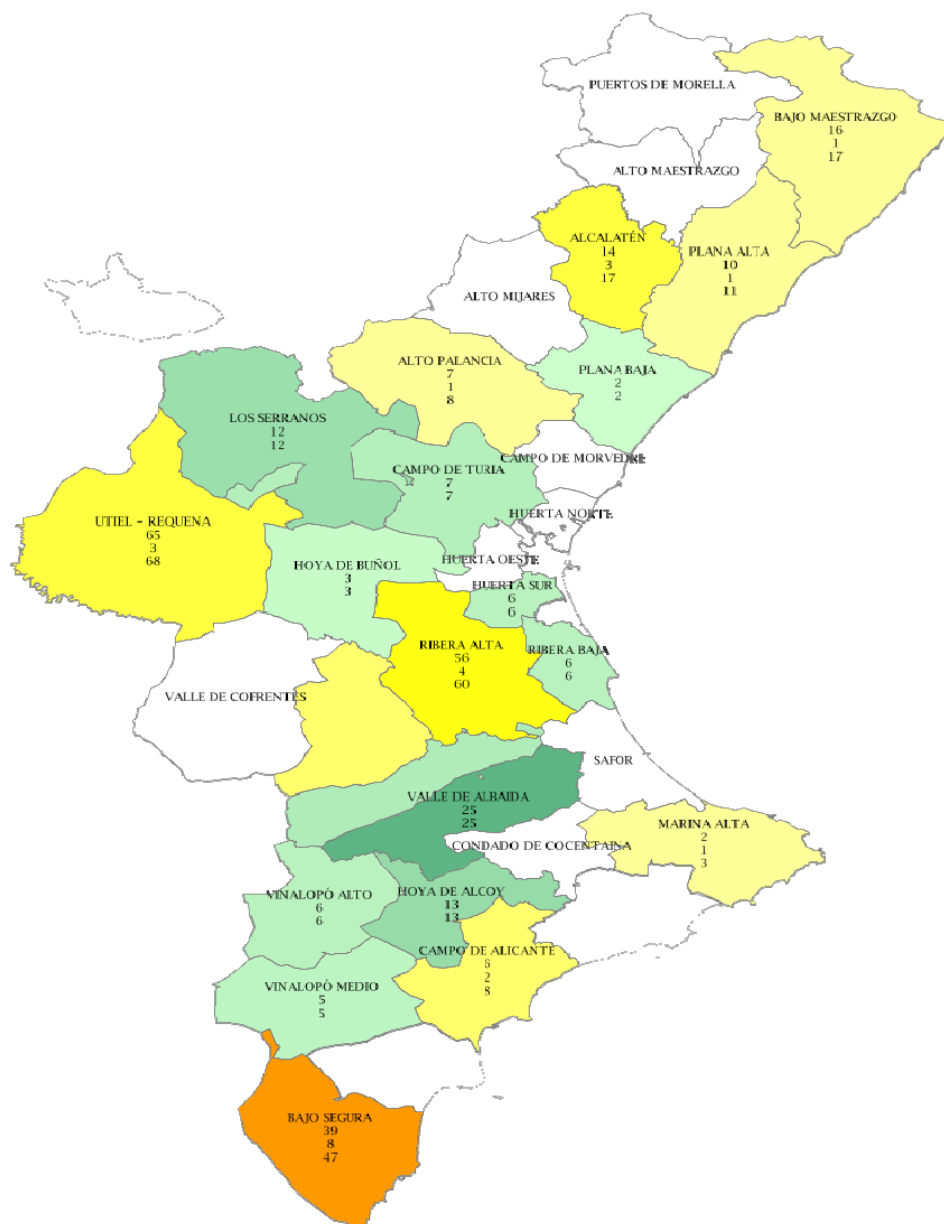 PUERTOS DE MORELLA
BAJO MAESTRAZGO
16
1
17
ALTO MAESTRAZGO
ALCALATÉN
14
3
17
PLANA ALTA
10
1
11
ALTO MIJARES
ALTO PALANCIA
7
1
8
PLANA BAJA
2
2
LOS SERRANOS
12
12
CAMPO DE TURIA
7
7
CAMPO DE MORVEDRE
HUERTA NORTE
UTIEL - REQUENA
65
3
68
HUERTA OESTE
HOYA DE BUÑOL
3
3
HUERTA SUR
6
6
RIBERA ALTA
56
4
60
RIBERA BAJA
6
6
VALLE DE COFRENTES
SAFOR
VALLE DE ALBAIDA
25
25
MARINA ALTA
2
1
3
CONDADO DE COCENTAINA
VINALOPÓ ALTO
6
6
HOYA DE ALCOY
13
13
CAMPO DE ALICANTE
6
2
8
VINALOPÓ MEDIO
5
5
BAJO SEGURA
39
8
47